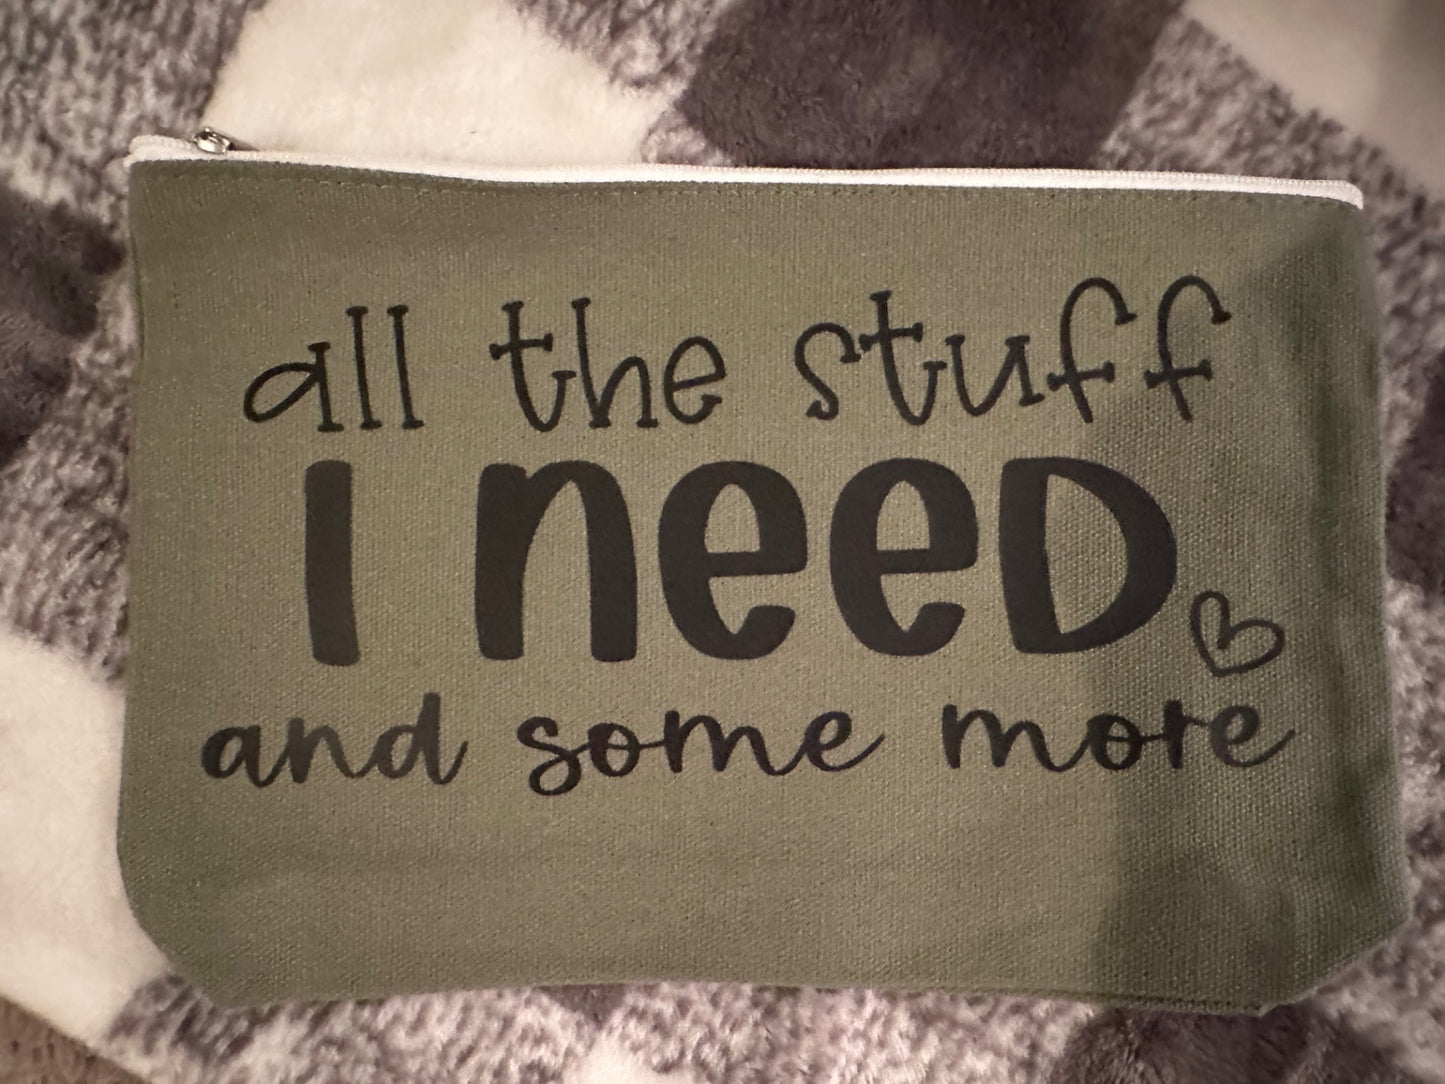 all the stuff
I NEED
and some more